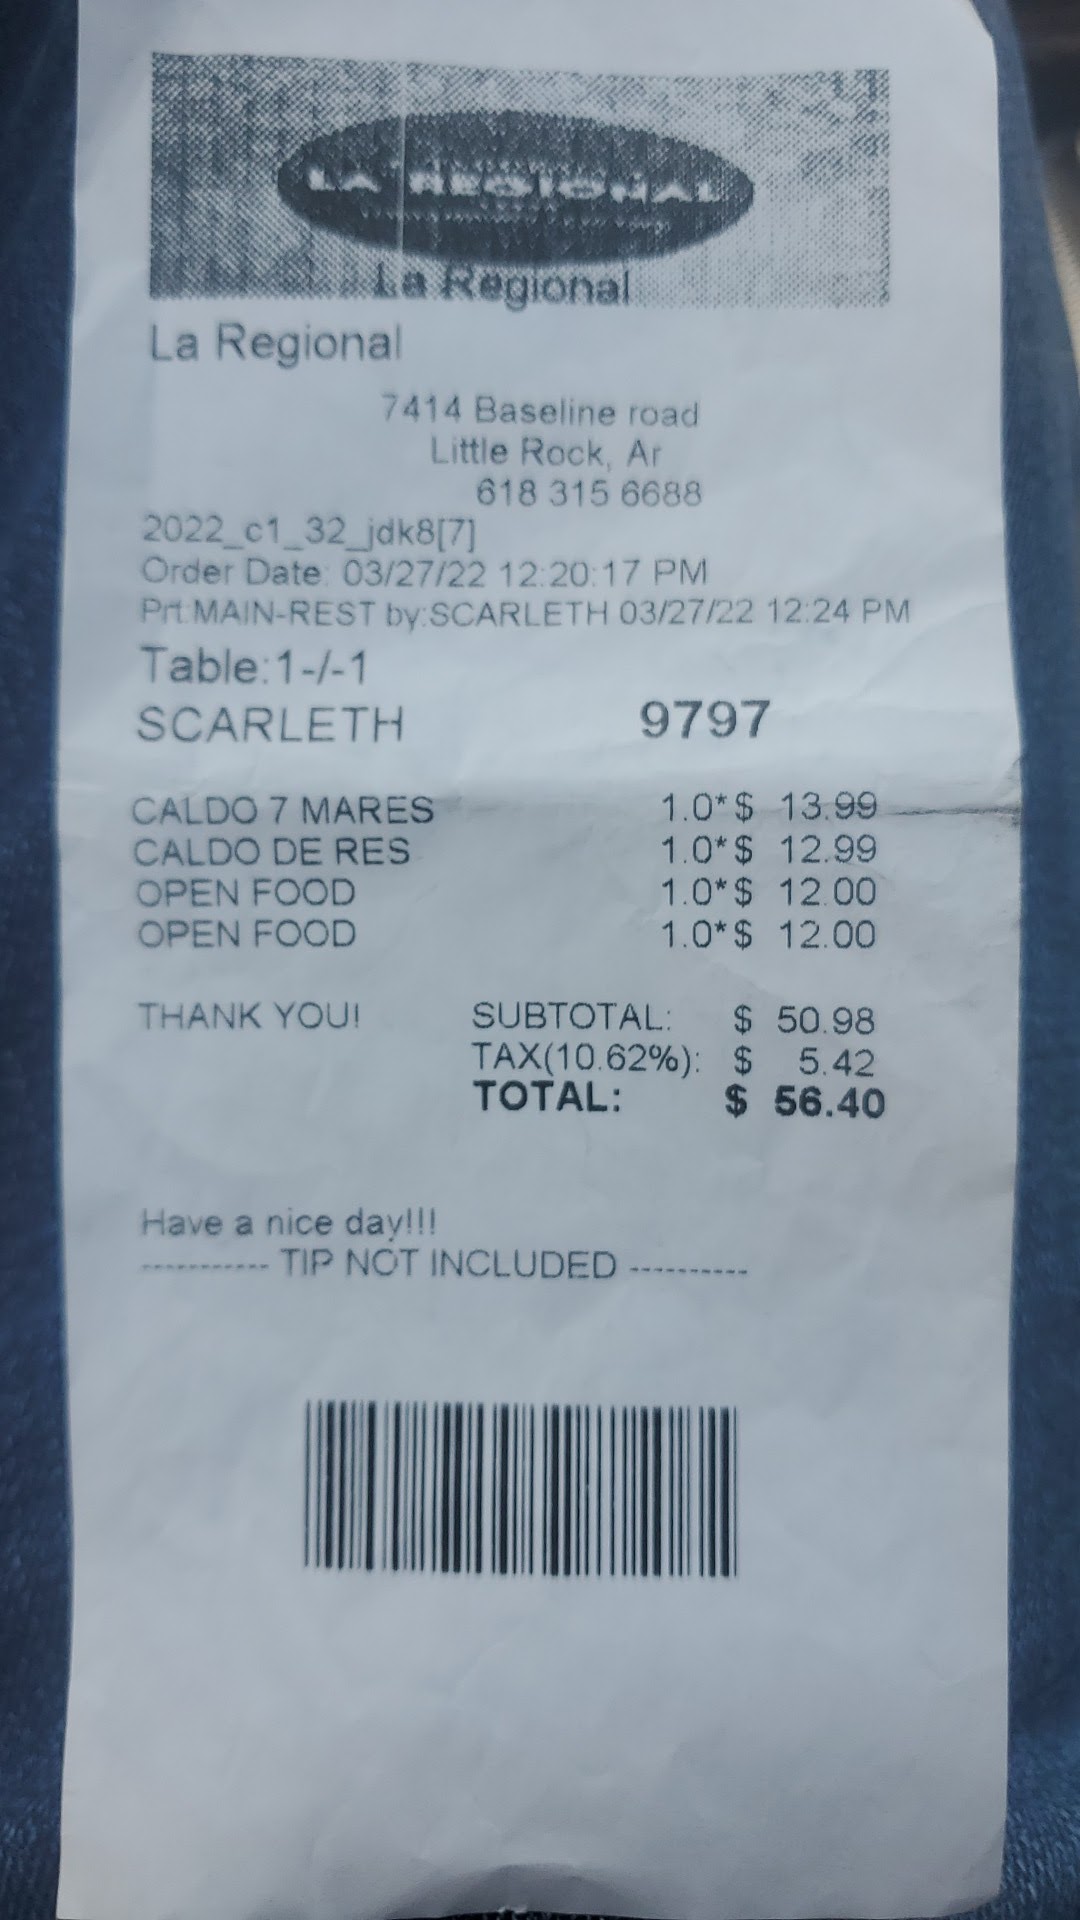 LA REGIONAL
La Regional
La Regional
7414 Baseline road
Little Rock, Ar
618 315 6688
2022_c1_32_jdk8[7]
Order Date: 03/27/22 12:20:17 PM
Prt:MAIN-REST by:SCARLETH 03/27/22 12:24 PM
Table:1-/-1
SCARLETH 9797
CALDO 7 MARES 1.0*$ 13.99
CALDO DE RES 1.0*$ 12.99
OPEN FOOD 1.0*$ 12.00
OPEN FOOD 1.0*$ 12.00
THANK YOU! SUBTOTAL: $ 50.98
TAX(10.62%): $ 5.42
TOTAL: $ 56.40
Have a nice day!!!
----------- TIP NOT INCLUDED ----------